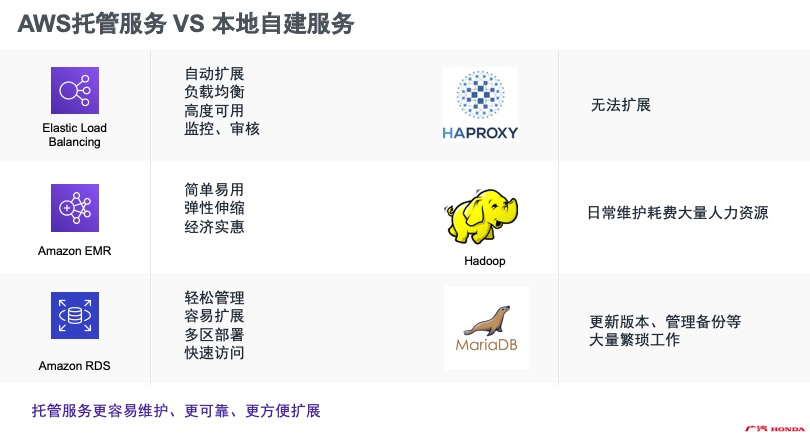 AWS托管服务 VS 本地自建服务
Elastic Load
Balancing
自动扩展
负载均衡
高度可用
监控、审核
HAPROXY
无法扩展
Amazon EMR
简单易用
弹性伸缩
经济实惠
Hadoop
日常维护耗费大量人力资源
Amazon RDS
轻松管理
容易扩展
多区部署
快速访问
MariaDB
更新版本、管理备份等
大量繁琐工作
托管服务更容易维护、更可靠、更方便扩展
广汽 HONDA